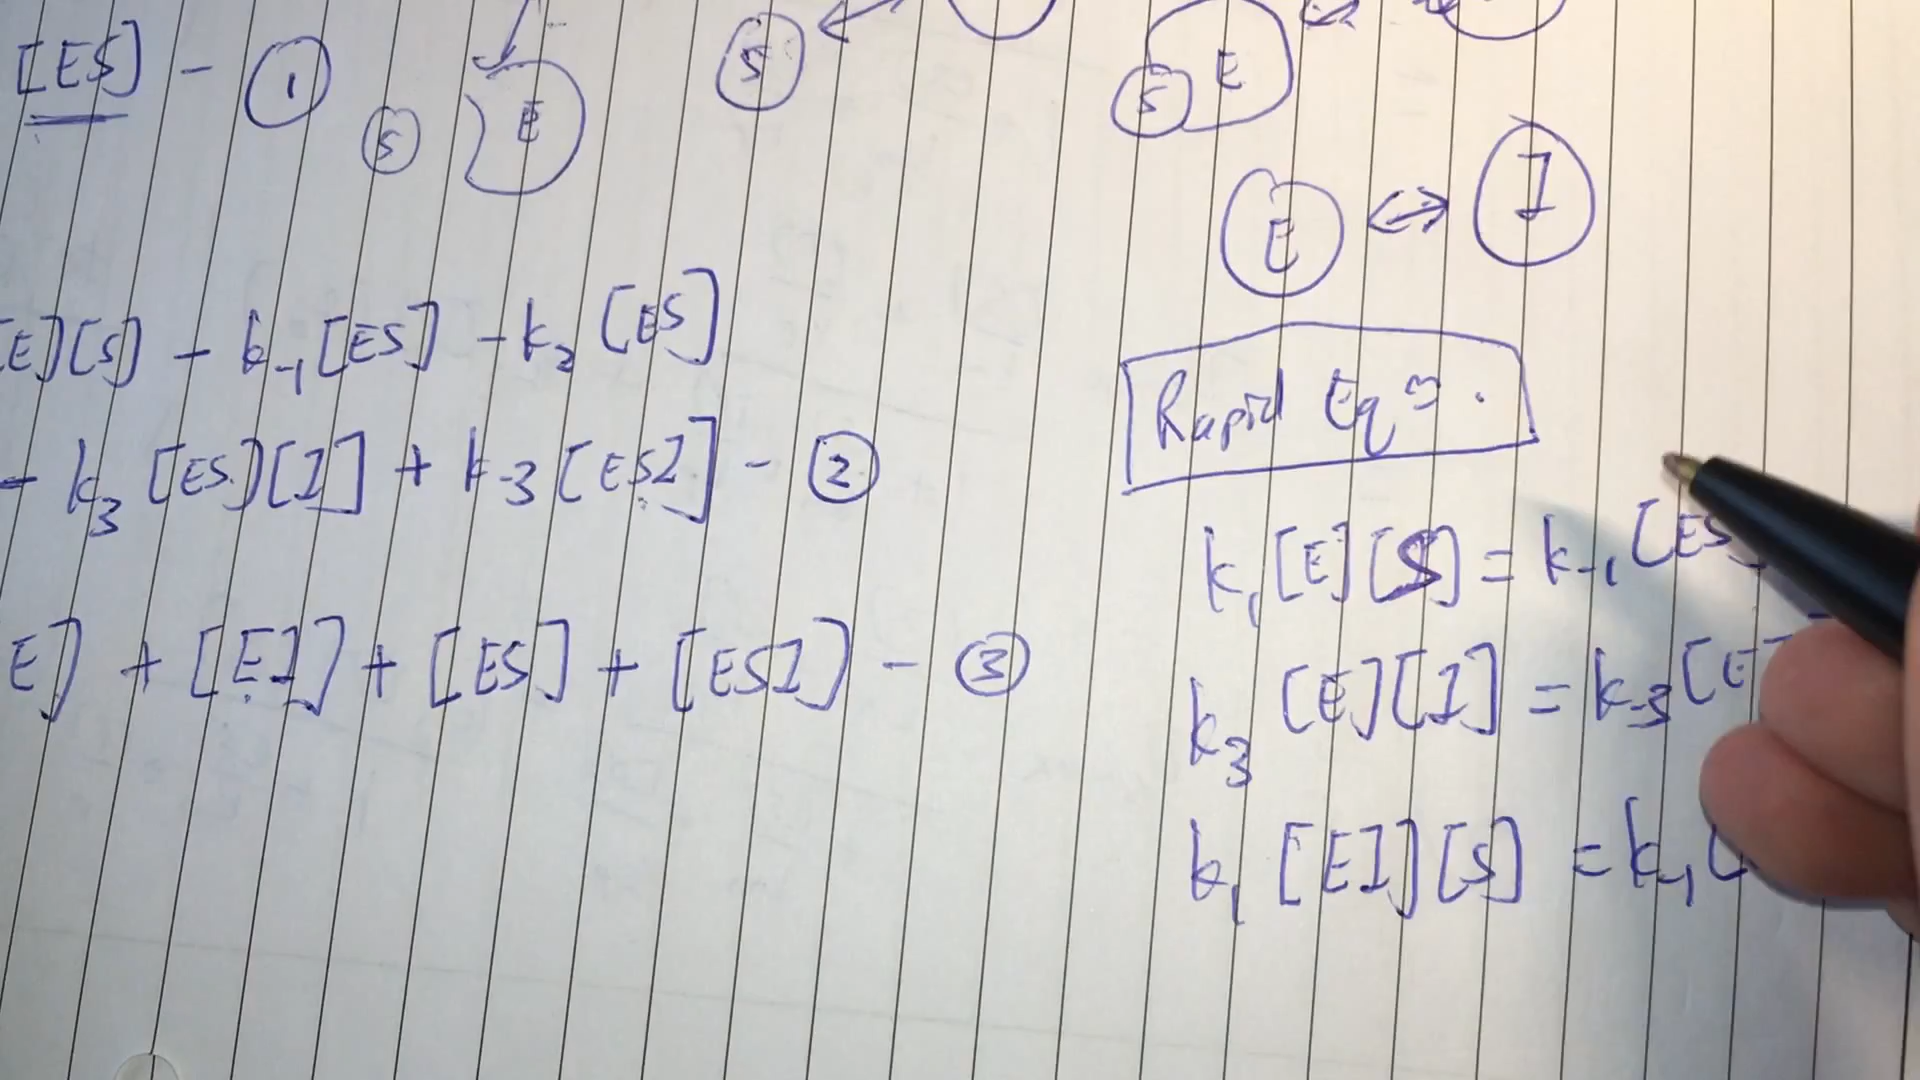 [ES] - ①
S
E
S
S
E
E
I
E][S] - k-1[ES] - k2[ES]
- k3[ES][I] + k-3[ESI] - ②
E] + [EI] + [ES] + [ESI] - ③
Rapid Eqm.
k1[E][S] = k-1[ES
k3[E][I] = k-3[E
k1[EI][S] = k-1[